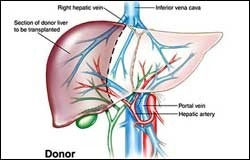 Right hepatic vein
Inferior vena cava
Section of donor liver
to be transplanted
Portal vein
Hepatic artery
Donor